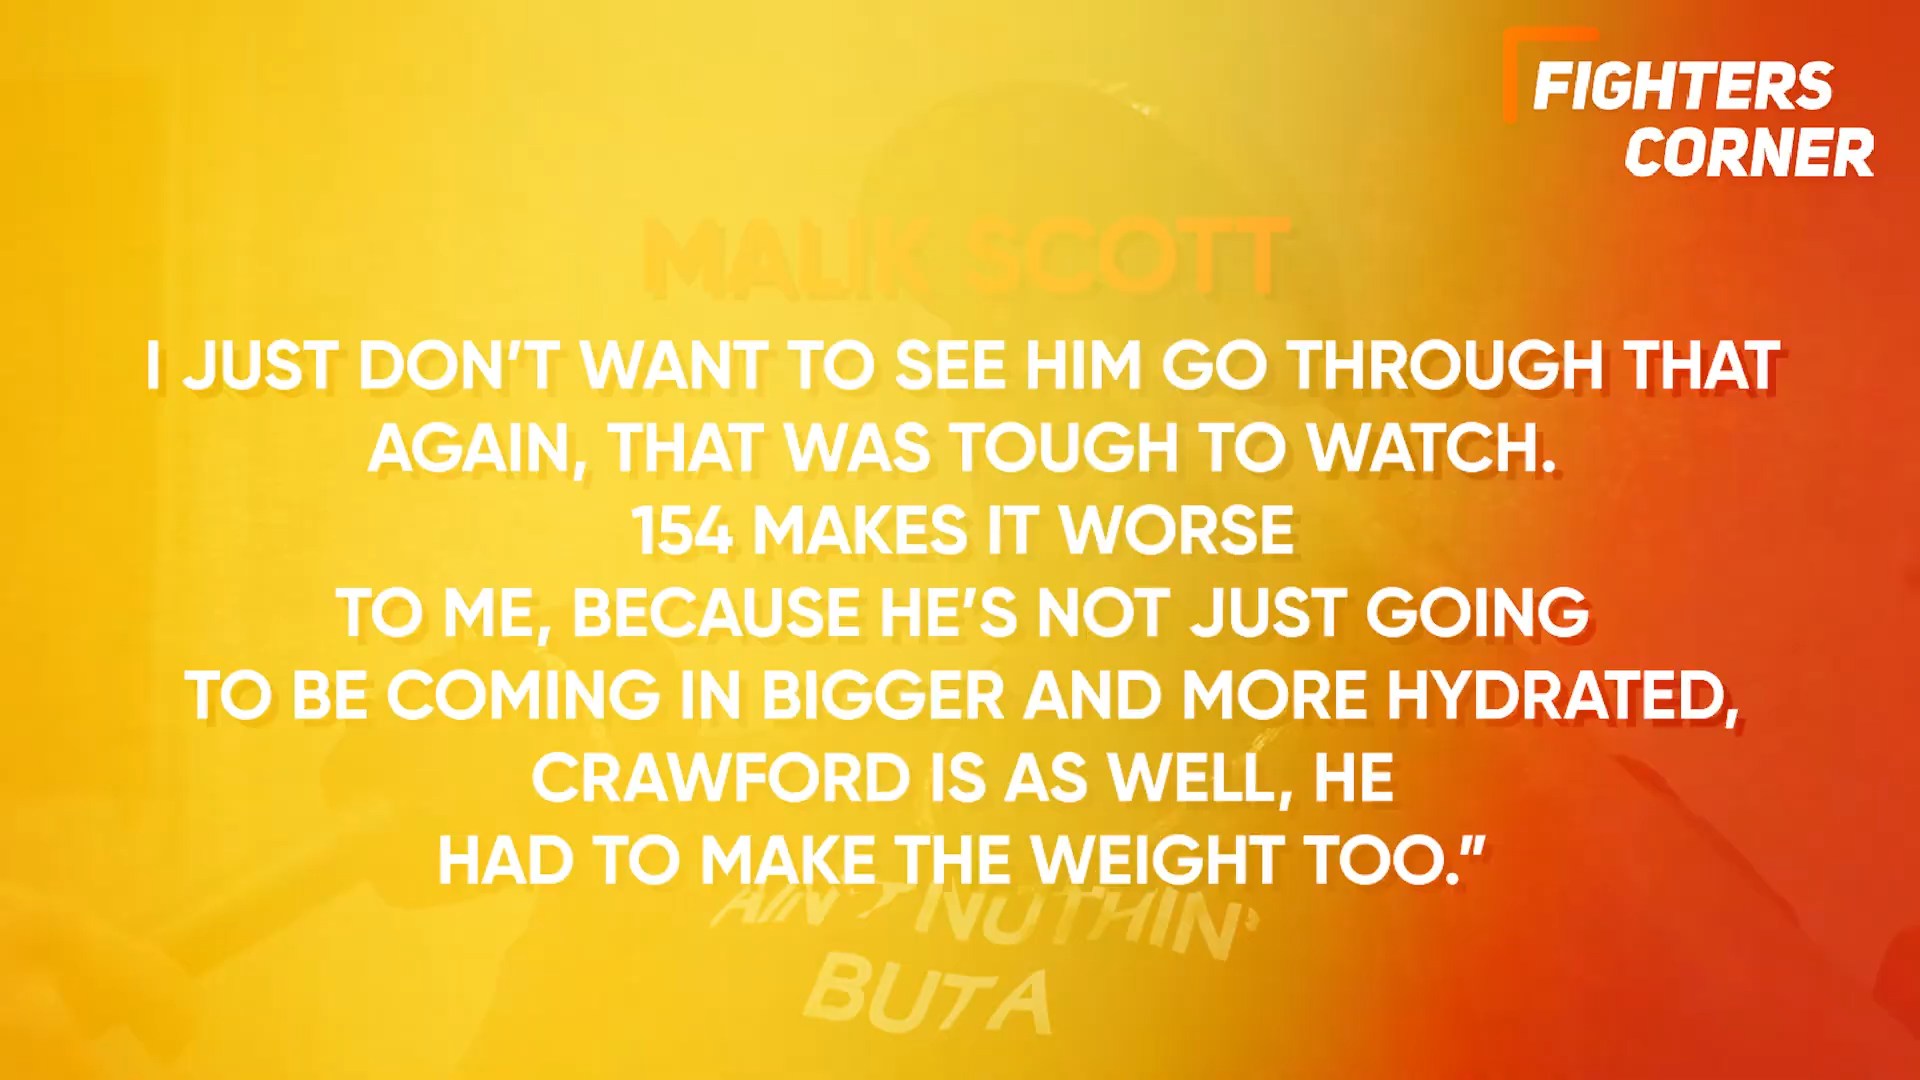 FIGHTERS
CORNER
MALIK SCOTT
I JUST DON’T WANT TO SEE HIM GO THROUGH THAT
AGAIN, THAT WAS TOUGH TO WATCH.
154 MAKES IT WORSE
TO ME, BECAUSE HE’S NOT JUST GOING
TO BE COMING IN BIGGER AND MORE HYDRATED,
CRAWFORD IS AS WELL, HE
HAD TO MAKE THE WEIGHT TOO.”
AIN'T NUTHIN'
BUT A